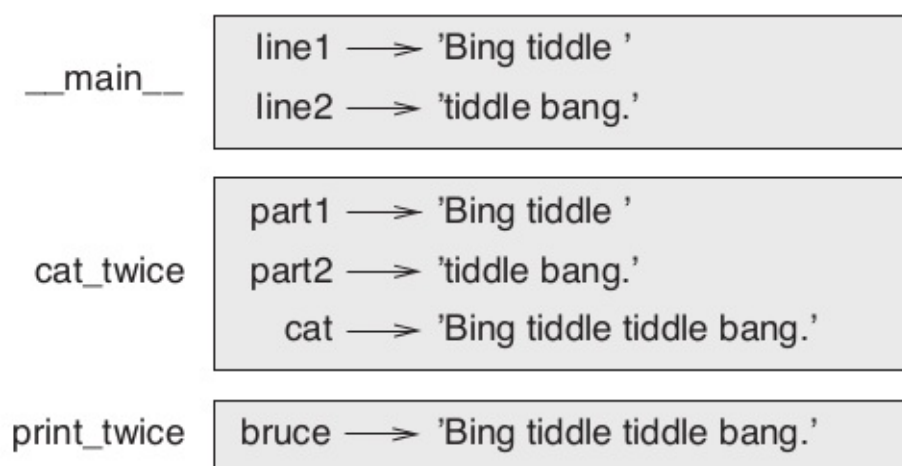 __main__
line1 → 'Bing tiddle '
line2 → 'tiddle bang.'
cat_twice
part1 → 'Bing tiddle '
part2 → 'tiddle bang.'
cat → 'Bing tiddle tiddle bang.'
print_twice
bruce → 'Bing tiddle tiddle bang.'